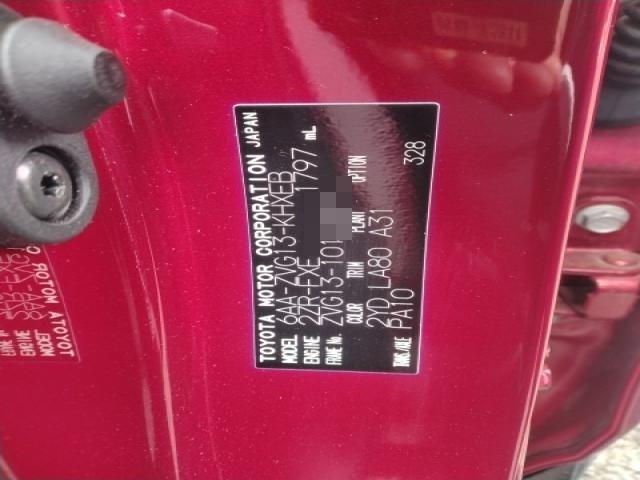 TOYOTA MOTOR CORPORATION JAPAN
MODEL 6AA-ZVG13-KHXEB
ENGINE 2ZR-FXE 1797 mL
FRAME No. ZVG13-101
COLOR TRIM PLANT OPTION
2YD LA80 A31 328
TRANS/AXLE PA10